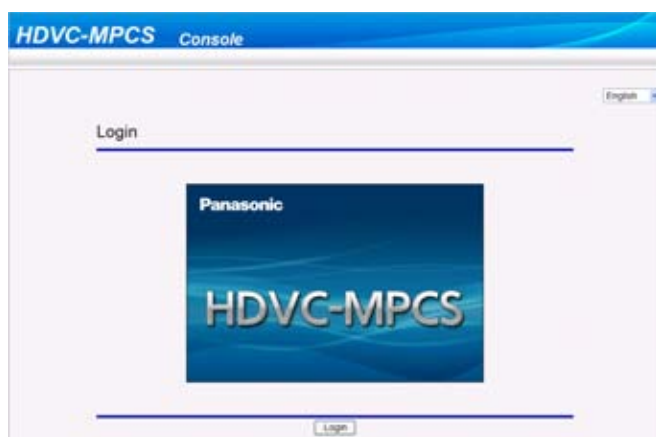 HDVC-MPCS Console
English
Login
Panasonic
HDVC-MPCS
Login